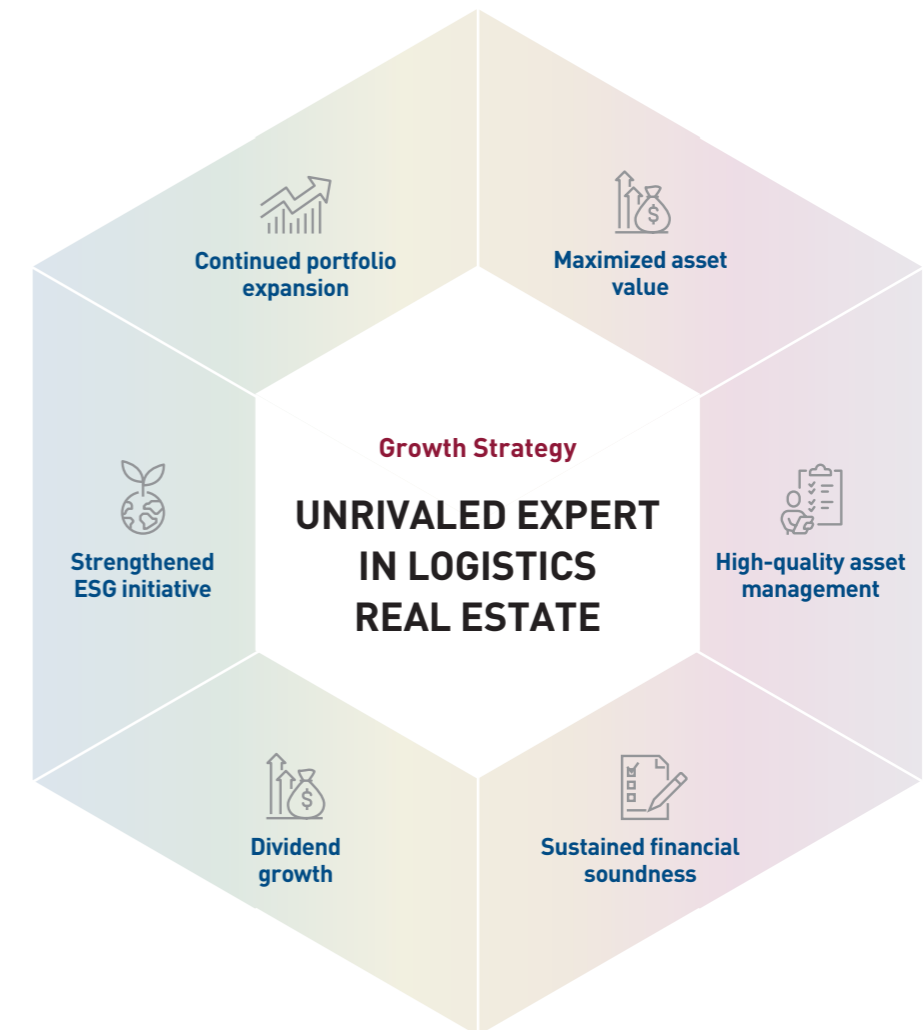 Continued portfolio
expansion
Maximized asset
value
Growth Strategy
UNRIVALED EXPERT
IN LOGISTICS
REAL ESTATE
Strengthened
ESG initiative
High-quality asset
management
Dividend
growth
Sustained financial
soundness